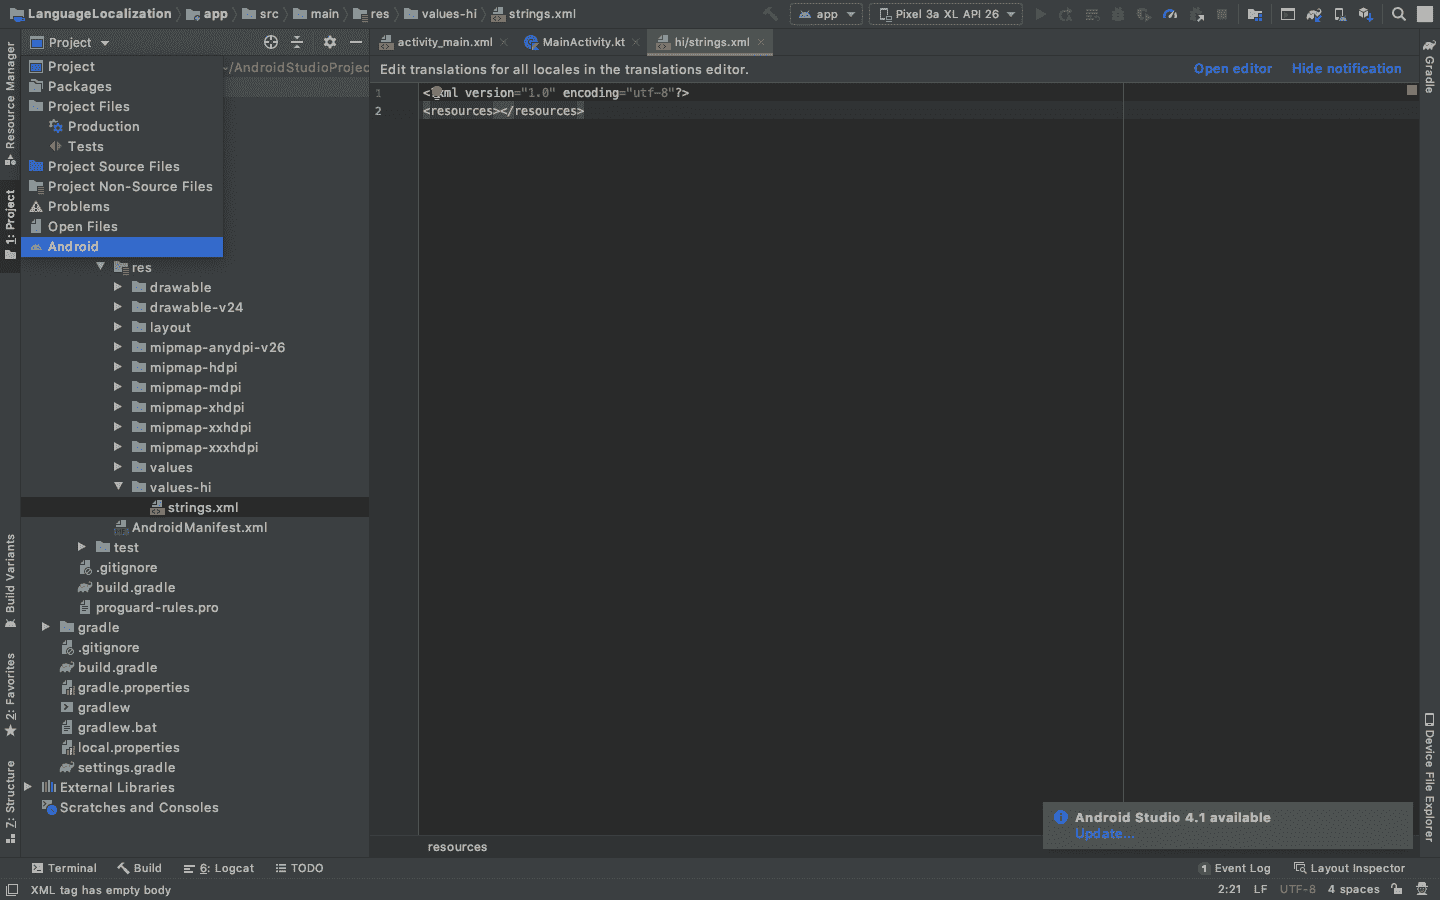 LanguageLocalization app src main res values-hi strings.xml app Pixel 3a XL API 26
Project
activity_main.xml MainActivity.kt hi/strings.xml
Edit translations for all locales in the translations editor. Open editor Hide notification
~/AndroidStudioProjec
Project
Packages
Project Files
Production
Tests
Project Source Files
Project Non-Source Files
Problems
Open Files
Android
res
drawable
drawable-v24
layout
mipmap-anydpi-v26
mipmap-hdpi
mipmap-mdpi
mipmap-xhdpi
mipmap-xxhdpi
mipmap-xxxhdpi
values
values-hi
strings.xml
AndroidManifest.xml
test
.gitignore
build.gradle
proguard-rules.pro
gradle
.gitignore
build.gradle
gradle.properties
gradlew
gradlew.bat
local.properties
settings.gradle
External Libraries
Scratches and Consoles
1 <?xml version="1.0" encoding="utf-8"?>
2 <resources></resources>
resources
Android Studio 4.1 available
Update...
Resource Manager
1: Project
Build Variants
2: Favorites
7: Structure
Gradle
Device File Explorer
Terminal Build 6: Logcat TODO 1 Event Log Layout Inspector
XML tag has empty body 2:21 LF UTF-8 4 spaces